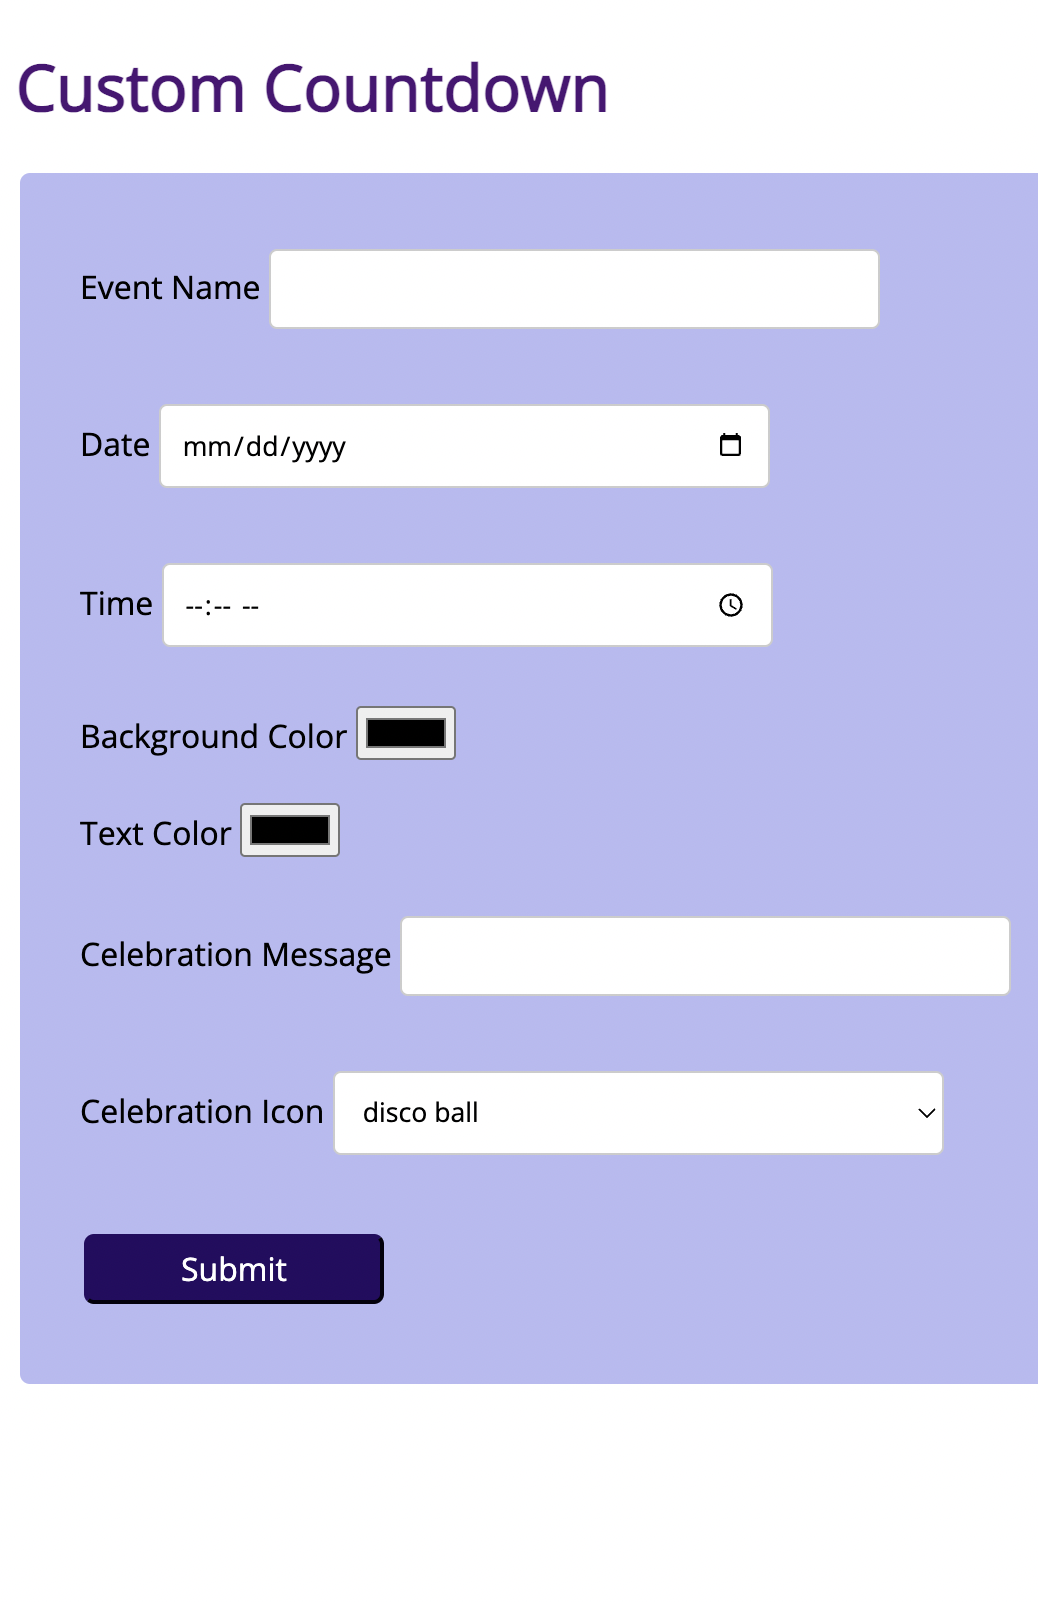 Custom Countdown
Event Name
Date mm/dd/yyyy
Time --:-- --
Background Color
Text Color
Celebration Message
Celebration Icon disco ball
Submit